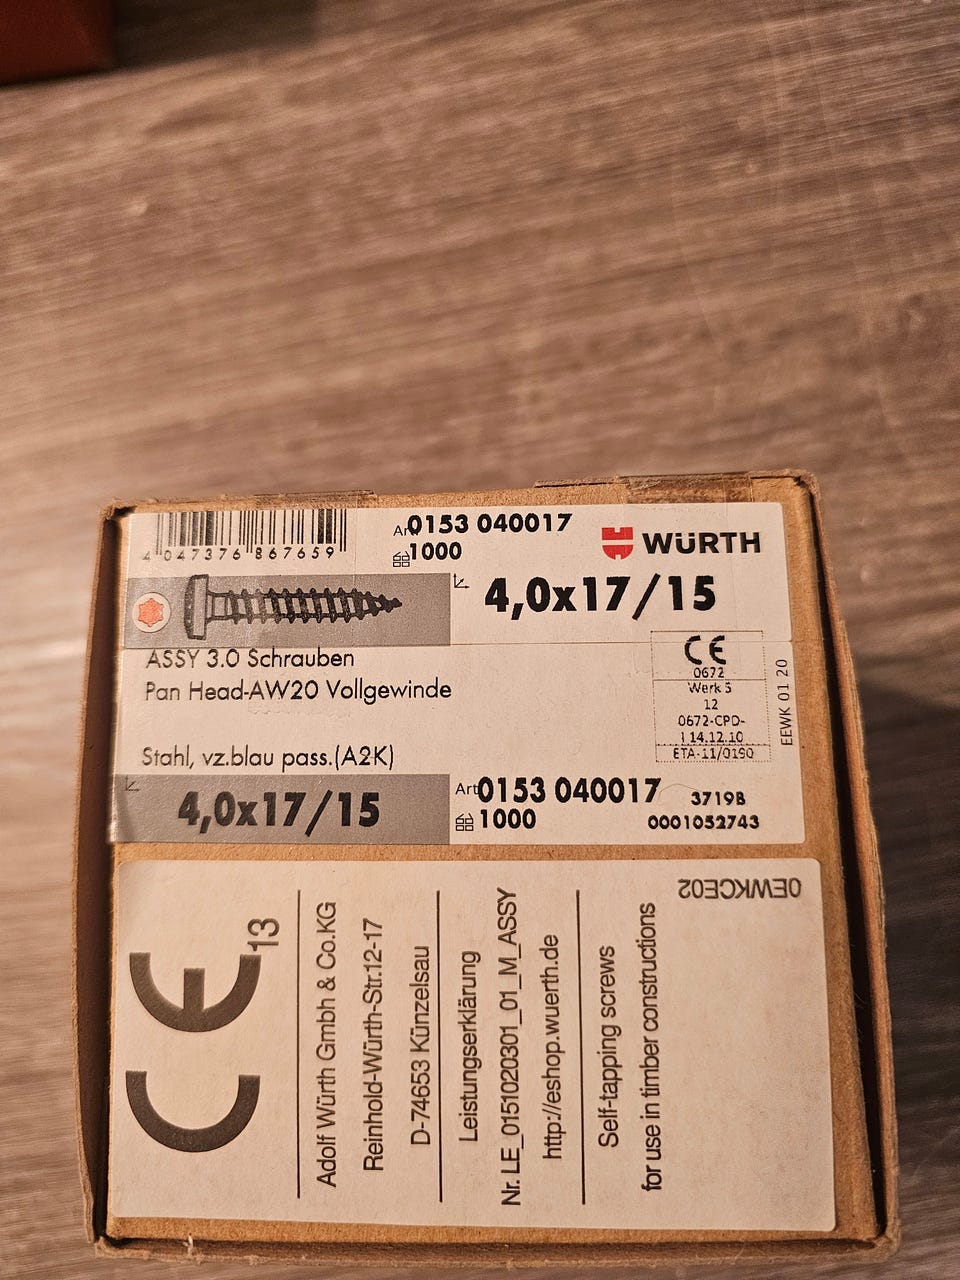 4 047376 867659
Art. 0153 040017
1000
WÜRTH
4,0x17/15
ASSY 3.0 Schrauben
Pan Head-AW20 Vollgewinde
Stahl, vz.blau pass.(A2K)
CE
0672
Werk 5
12
0672-CPD-
I 14.12.10
ETA-11/0190
EEWK 01 20
4,0x17/15
Art. 0153 040017
1000
3719B
0001052743
CE
13
Adolf Würth Gmbh & Co.KG
Reinhold-Würth-Str.12-17
D-74653 Künzelsau
Leistungserklärung
Nr. LE_0151020301_01_M_ASSY
http://eshop.wuerth.de
Self-tapping screws
for use in timber constructions
0EWKCE02